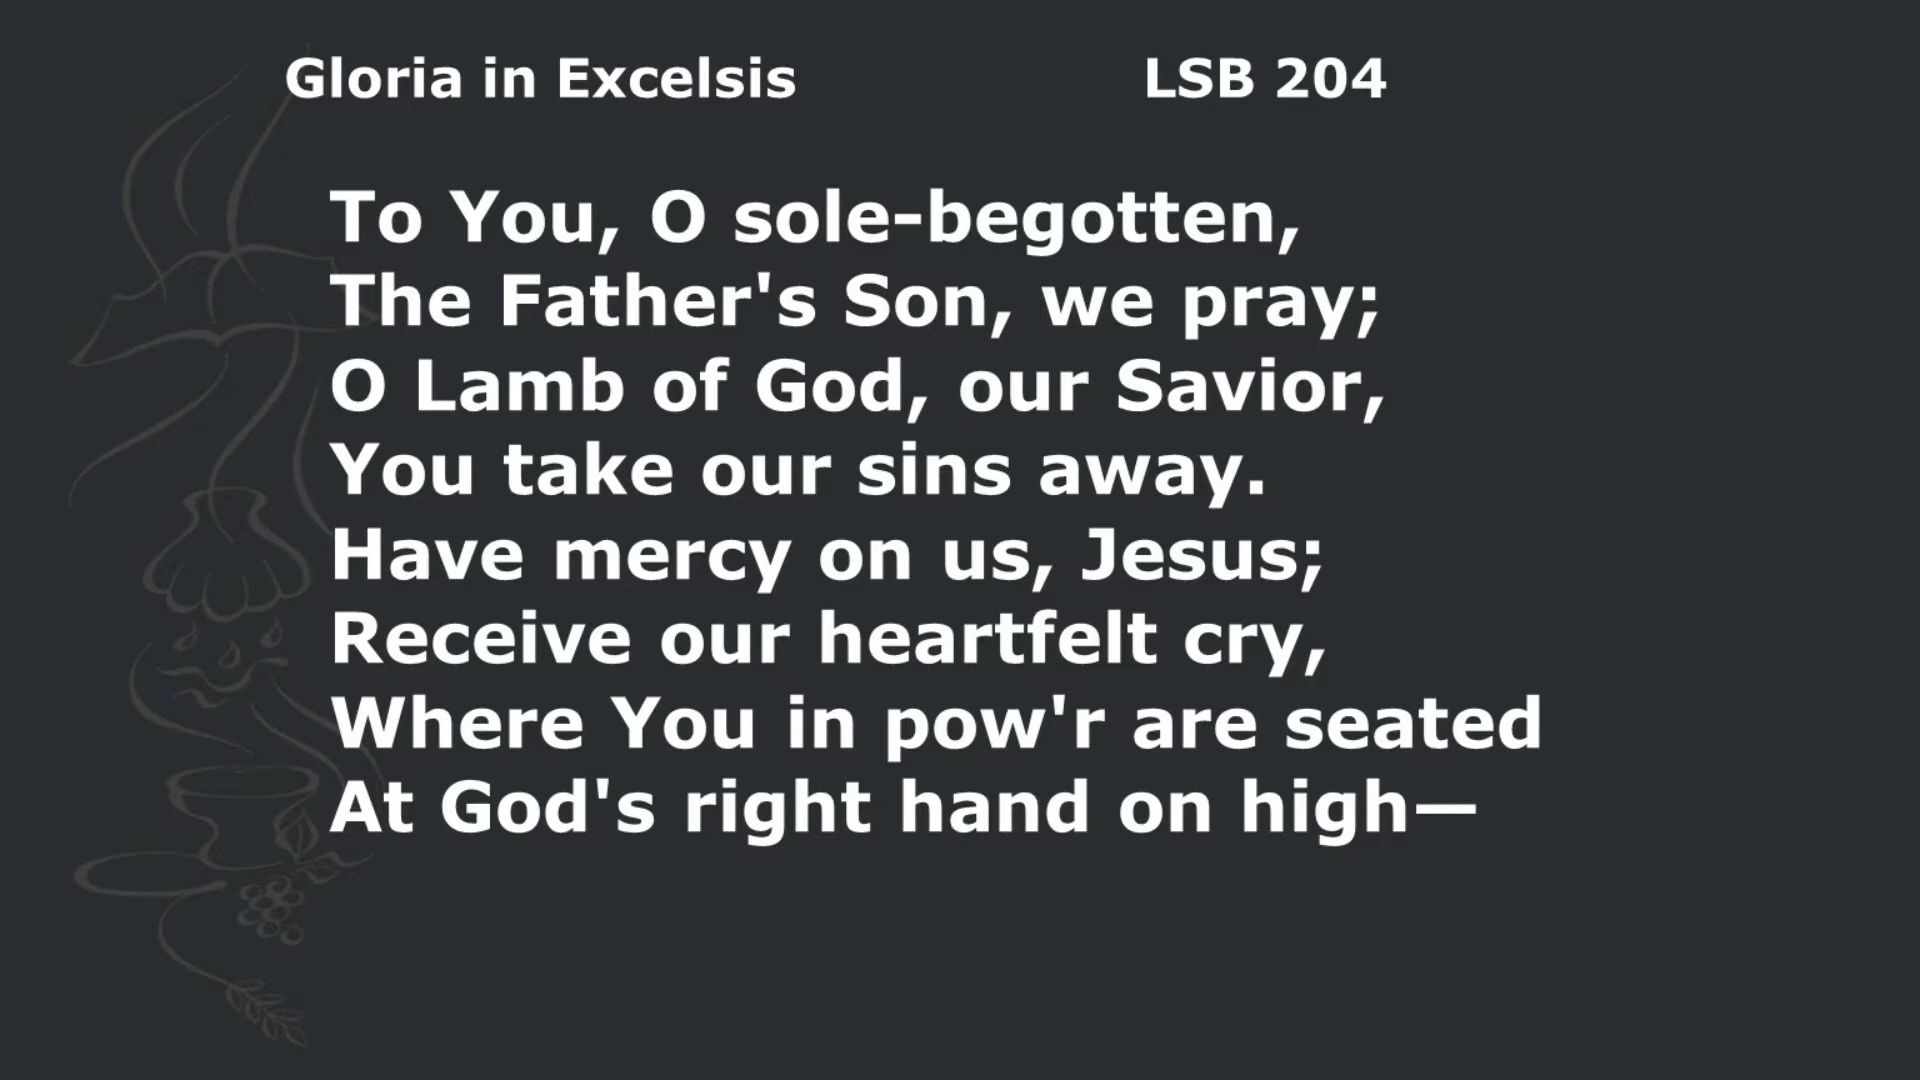 Gloria in Excelsis LSB 204
To You, O sole-begotten,
The Father's Son, we pray;
O Lamb of God, our Savior,
You take our sins away.
Have mercy on us, Jesus;
Receive our heartfelt cry,
Where You in pow'r are seated
At God's right hand on high—